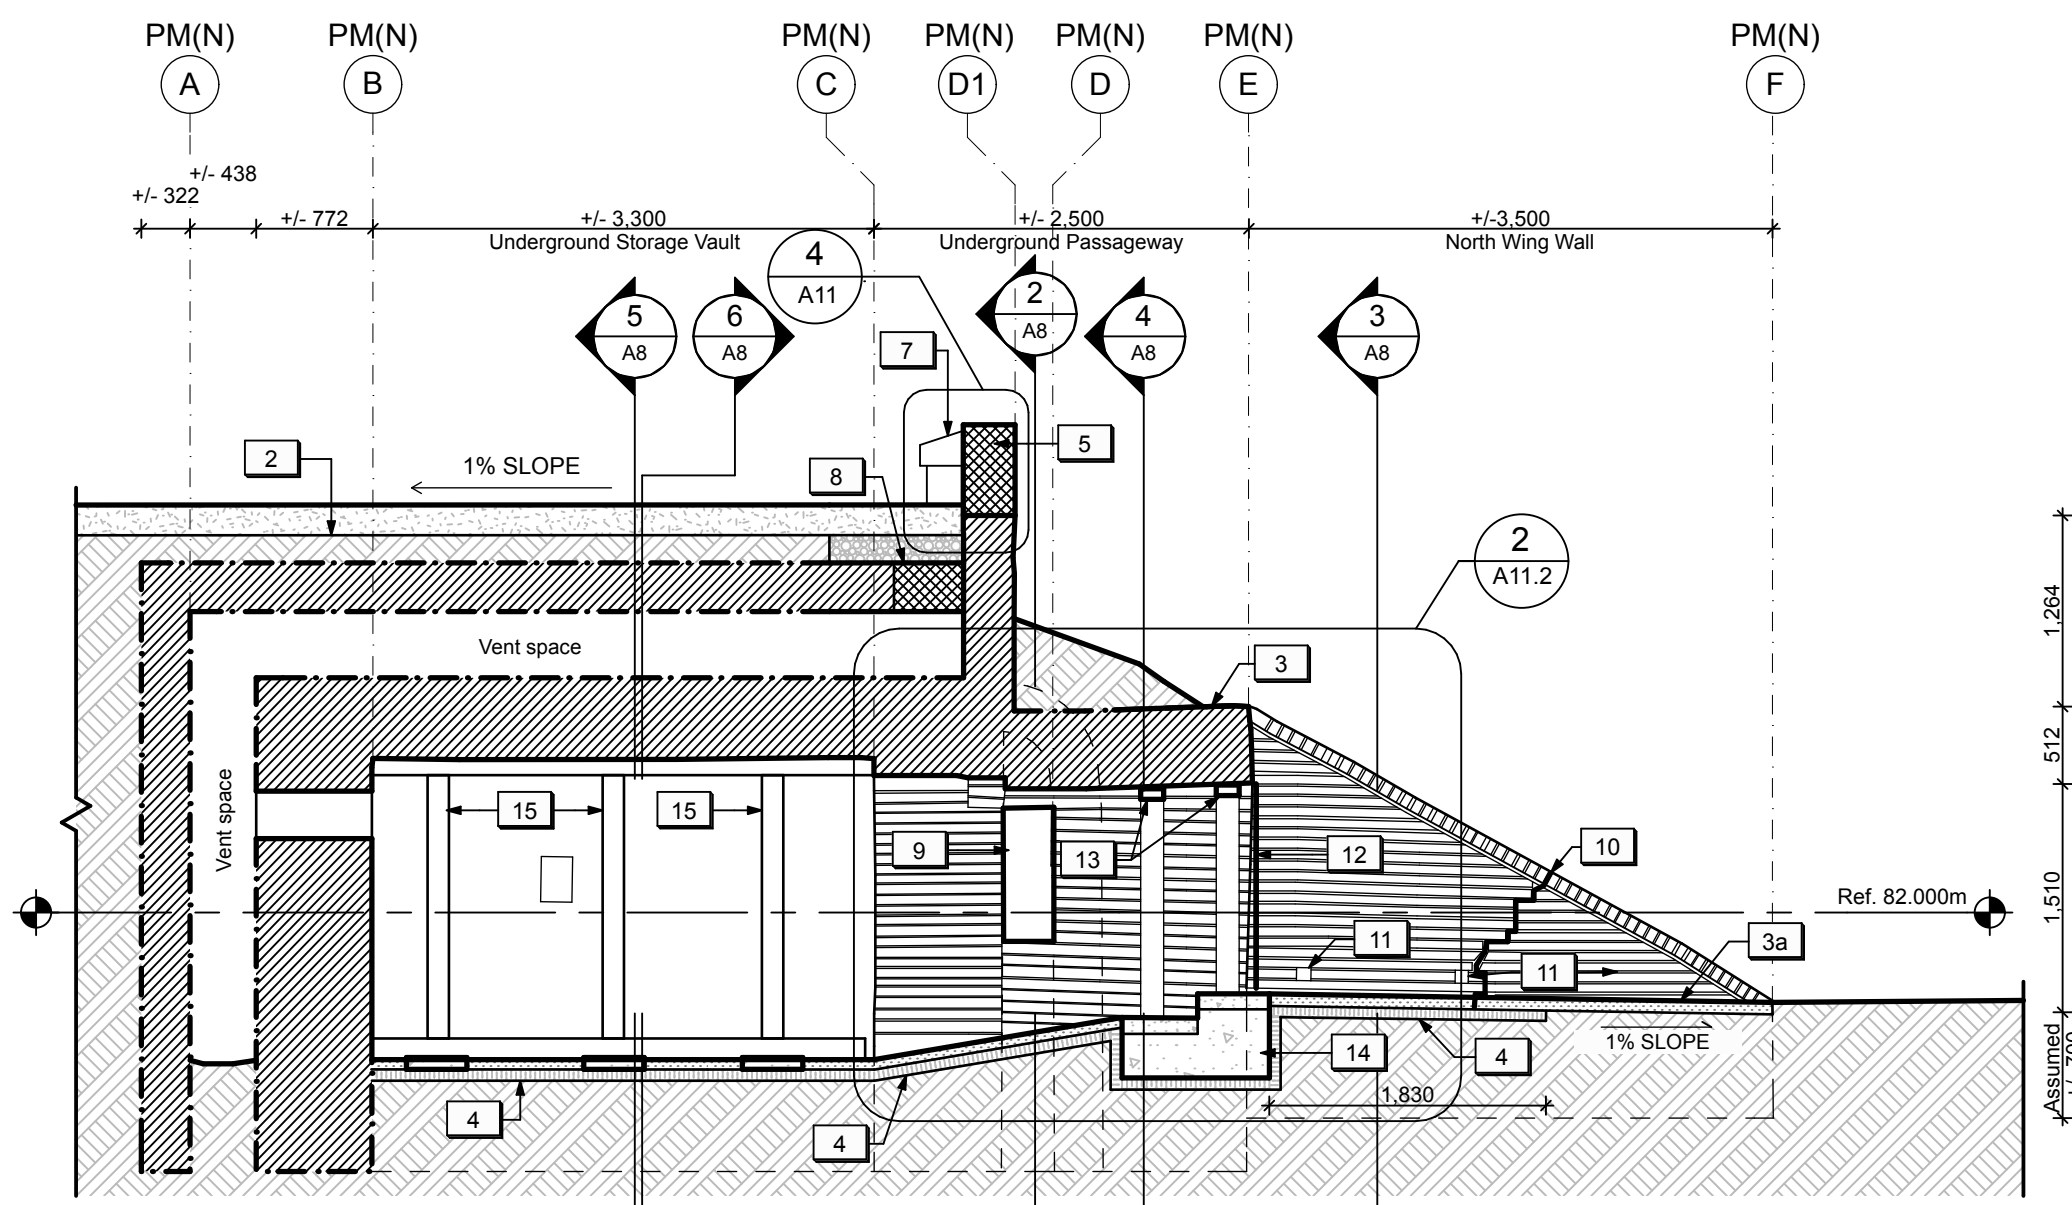 PM(N) PM(N) PM(N) PM(N) PM(N) PM(N) PM(N)
A B C D1 D E F
+/- 438
+/- 322
+/- 772 +/- 3,300 +/- 2,500 +/-3,500
Underground Storage Vault Underground Passageway North Wing Wall
4
A11
2
A8
5
A8
6
A8
4
A8
3
A8
7
5
2
1% SLOPE
8
2
A11.2
1,264
Vent space
3
512
Vent space
15 15
9
13
12
10
Ref. 82.000m
1,510
11
3a
11
1% SLOPE
14
4
1,830
4
4
Assumed